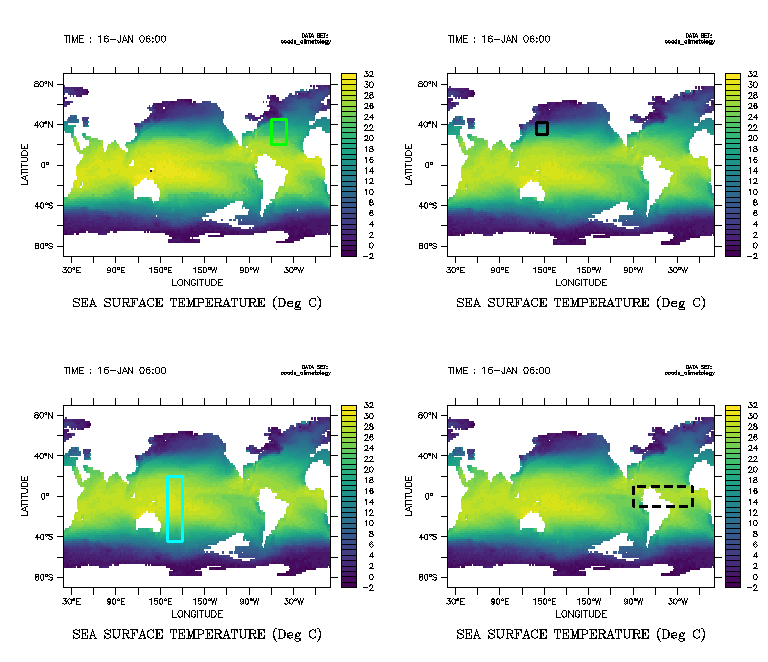 TIME : 16-JAN 06:00
DATA SET:
coads_climatology
TIME : 16-JAN 06:00
DATA SET:
coads_climatology
LATITUDE
80°N
40°N
0°
40°S
80°S
30°E 90°E 150°E 150°W 90°W 30°W
LONGITUDE
32
30
28
26
24
22
20
18
16
14
12
10
8
6
4
2
0
-2
SEA SURFACE TEMPERATURE (Deg C)
LATITUDE
80°N
40°N
0°
40°S
80°S
30°E 90°E 150°E 150°W 90°W 30°W
LONGITUDE
32
30
28
26
24
22
20
18
16
14
12
10
8
6
4
2
0
-2
SEA SURFACE TEMPERATURE (Deg C)
TIME : 16-JAN 06:00
DATA SET:
coads_climatology
TIME : 16-JAN 06:00
DATA SET:
coads_climatology
LATITUDE
80°N
40°N
0°
40°S
80°S
30°E 90°E 150°E 150°W 90°W 30°W
LONGITUDE
32
30
28
26
24
22
20
18
16
14
12
10
8
6
4
2
0
-2
SEA SURFACE TEMPERATURE (Deg C)
LATITUDE
80°N
40°N
0°
40°S
80°S
30°E 90°E 150°E 150°W 90°W 30°W
LONGITUDE
32
30
28
26
24
22
20
18
16
14
12
10
8
6
4
2
0
-2
SEA SURFACE TEMPERATURE (Deg C)